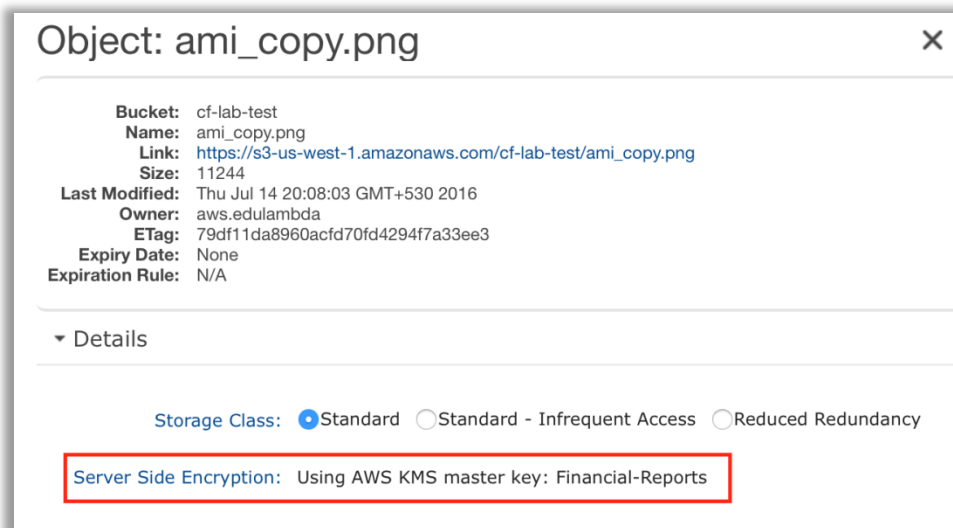 Object: ami_copy.png
Bucket: cf-lab-test
Name: ami_copy.png
Link: https://s3-us-west-1.amazonaws.com/cf-lab-test/ami_copy.png
Size: 11244
Last Modified: Thu Jul 14 20:08:03 GMT+530 2016
Owner: aws.edulambda
ETag: 79df11da8960acfd70fd4294f7a33ee3
Expiry Date: None
Expiration Rule: N/A
Details
Storage Class: Standard Standard - Infrequent Access Reduced Redundancy
Server Side Encryption: Using AWS KMS master key: Financial-Reports